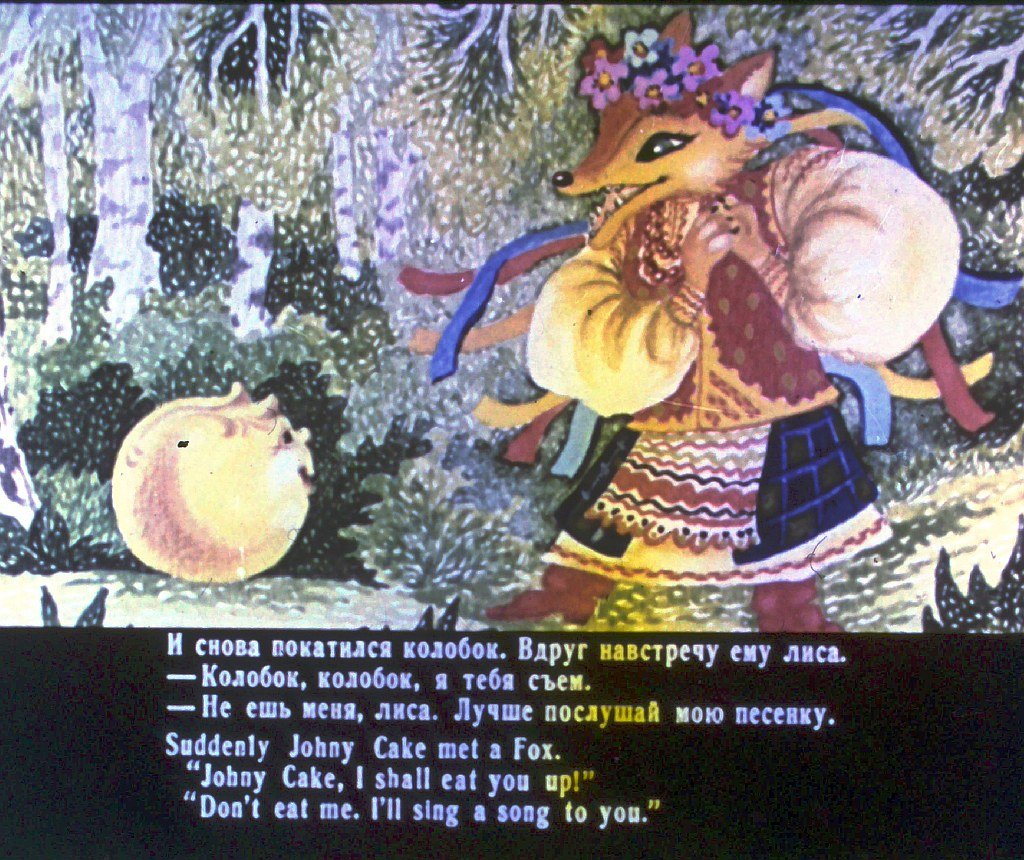 И снова покатился колобок. Вдруг навстречу ему лиса.
— Колобок, колобок, я тебя съем.
— Не ешь меня, лиса. Лучше послушай мою песенку.
Suddenly Johny Cake met a Fox.
“Johny Cake, I shall eat you up!”
“Don't eat me. I'll sing a song to you.”